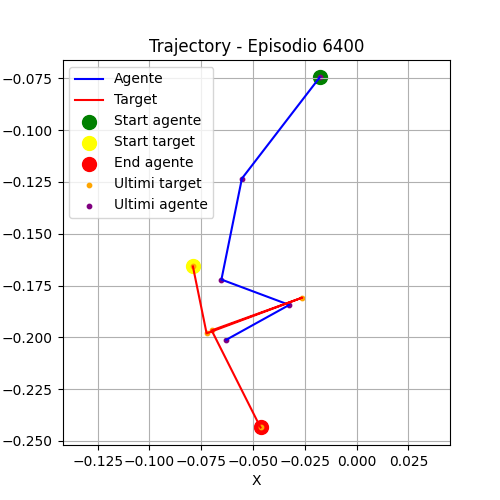 Trajectory - Episodio 6400
Agente
Target
Start agente
Start target
End agente
Ultimi target
Ultimi agente
−0.075
−0.100
−0.125
−0.150
−0.175
−0.200
−0.225
−0.250
−0.125 −0.100 −0.075 −0.050 −0.025 0.000 0.025
X